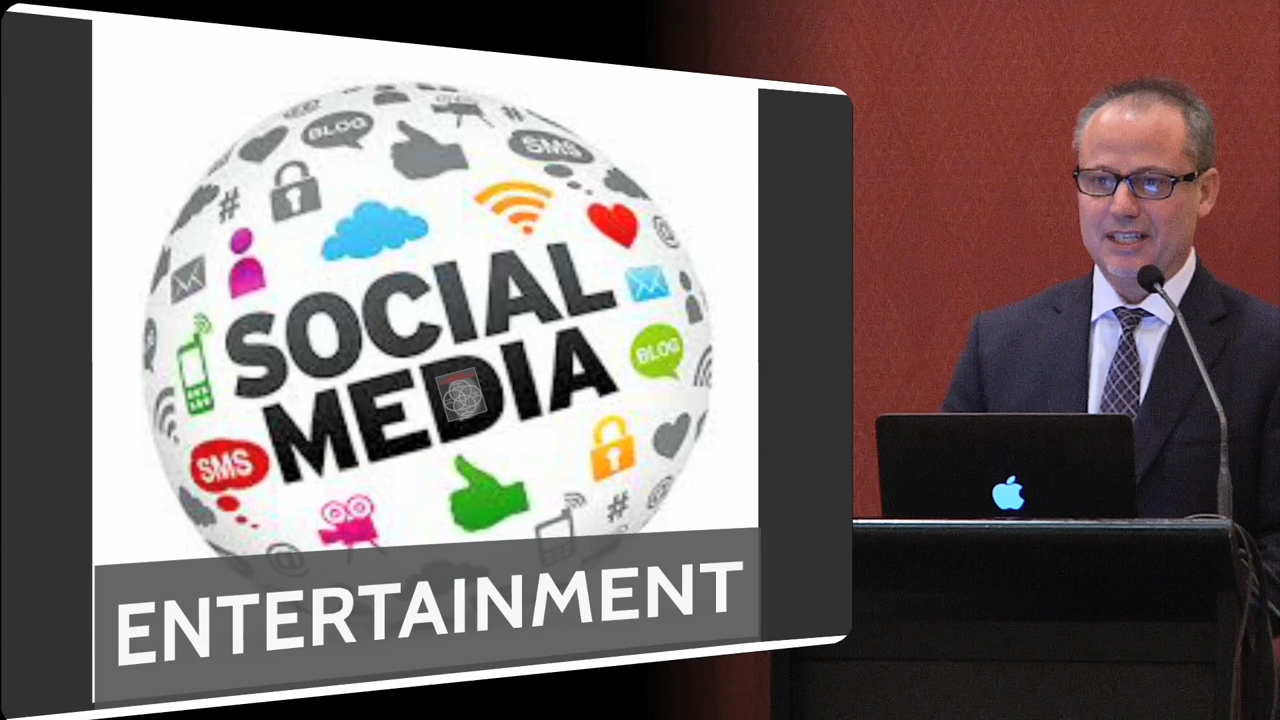 BLOG
SMS
#
@
SOCIAL
MEDIA
BLOG
SMS
#
@
@
ENTERTAINMENT